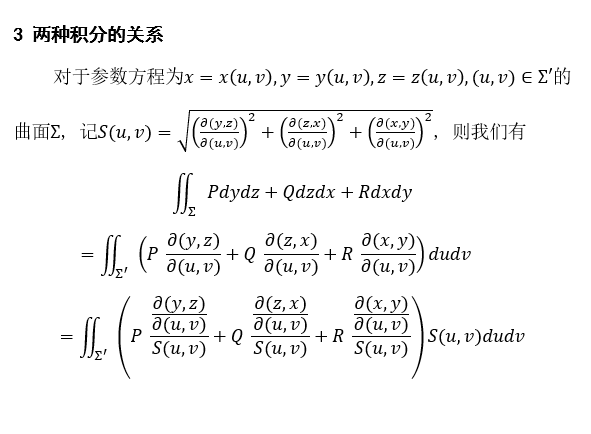 3 两种积分的关系
对于参数方程为x = x(u, v), y = y(u, v), z = z(u, v), (u, v) ∈ Σ′的
曲面Σ，记S(u, v) = √((∂(y,z)/∂(u,v))² + (∂(z,x)/∂(u,v))² + (∂(x,y)/∂(u,v))²)，则我们有
∬_Σ Pdydz + Qdzdx + Rdxdy
= ∬_Σ′ (P ∂(y, z)/∂(u, v) + Q ∂(z, x)/∂(u, v) + R ∂(x, y)/∂(u, v)) dudv
= ∬_Σ′ (P (∂(y, z)/∂(u, v))/S(u, v) + Q (∂(z, x)/∂(u, v))/S(u, v) + R (∂(x, y)/∂(u, v))/S(u, v)) S(u, v)dudv